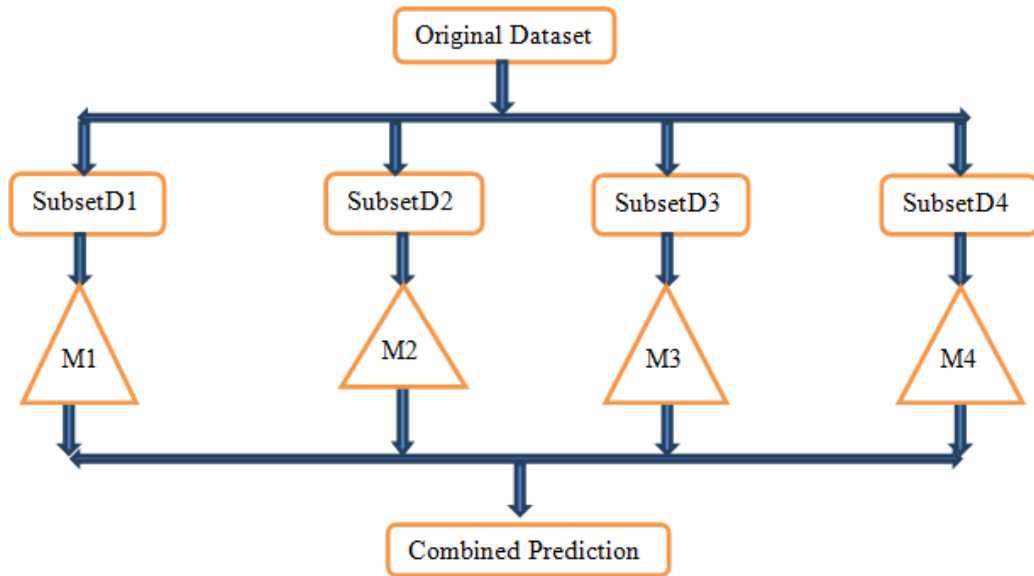 Original Dataset
SubsetD1
SubsetD2
SubsetD3
SubsetD4
M1
M2
M3
M4
Combined Prediction